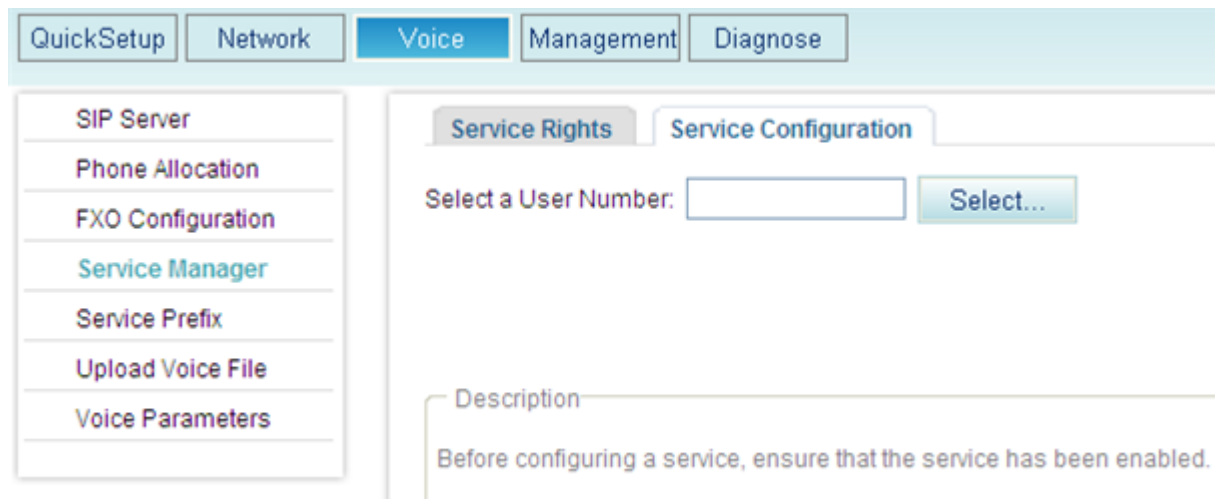 QuickSetup Network Voice Management Diagnose
SIP Server
Phone Allocation
FXO Configuration
Service Manager
Service Prefix
Upload Voice File
Voice Parameters
Service Rights Service Configuration
Select a User Number: Select...
Description
Before configuring a service, ensure that the service has been enabled.